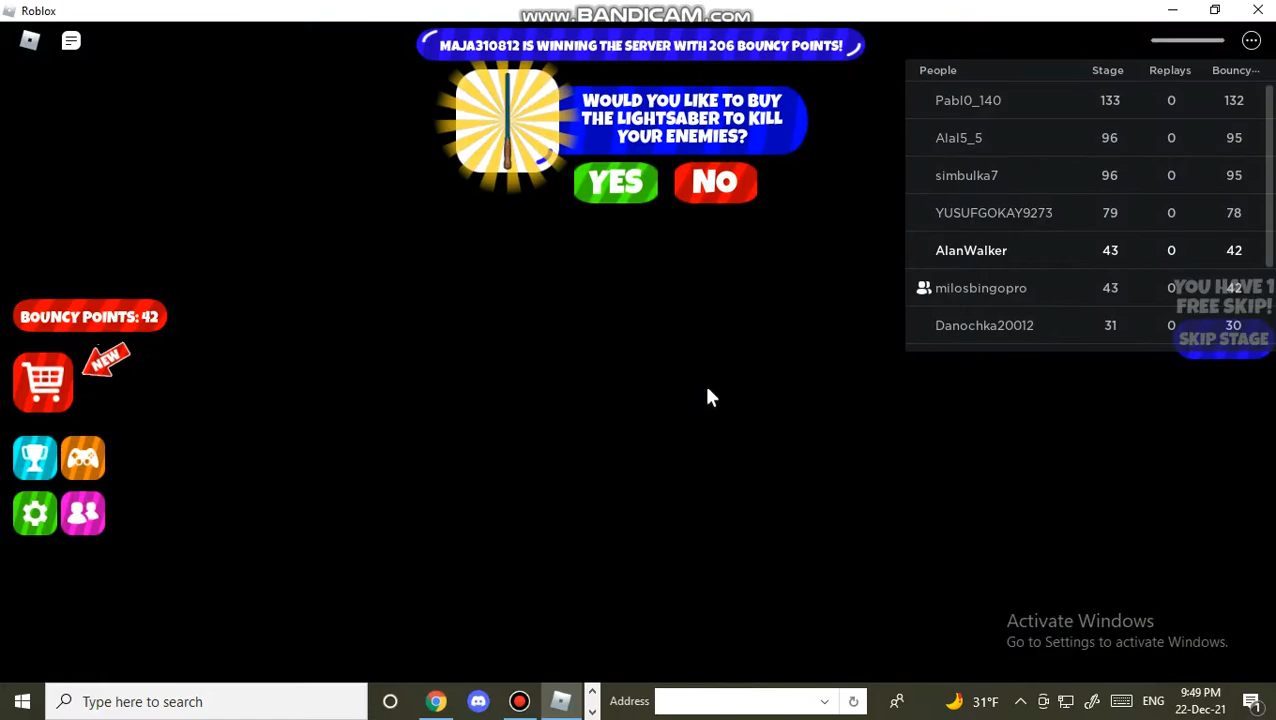 Roblox
www.BANDICAM.com
MAJA310812 IS WINNING THE SERVER WITH 206 BOUNCY POINTS!
WOULD YOU LIKE TO BUY
THE LIGHTSABER TO KILL
YOUR ENEMIES?
YES NO
People Stage Replays Bouncy...
Pabl0_140 133 0 132
Alal5_5 96 0 95
simbulka7 96 0 95
YUSUFGOKAY9273 79 0 78
AlanWalker 43 0 42
milosbingopro 43 0 42
Danochka20012 31 0 30
YOU HAVE 1
FREE SKIP!
SKIP STAGE
BOUNCY POINTS: 42
NEW
Activate Windows
Go to Settings to activate Windows.
Type here to search
Address
31°F
ENG
9:49 PM
22-Dec-21
1